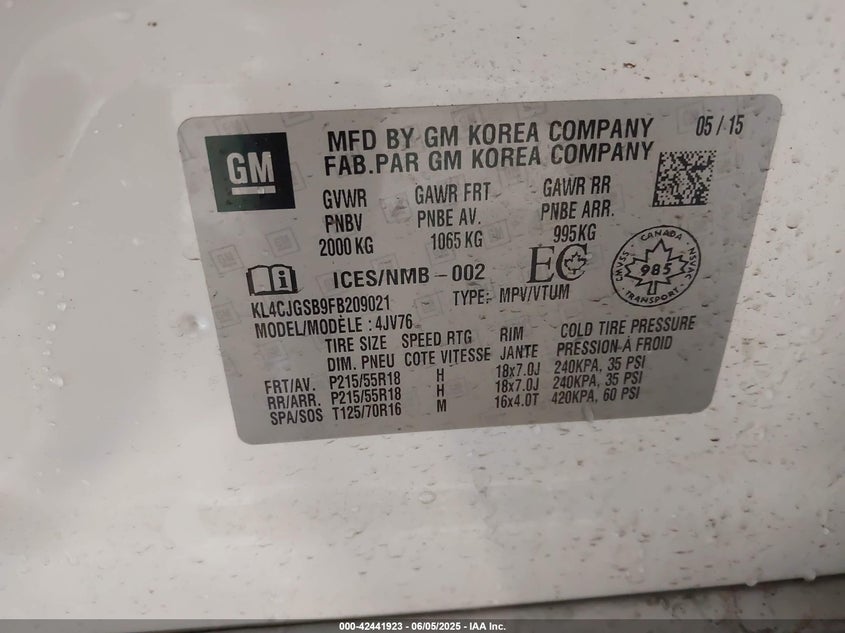 GM
MFD BY GM KOREA COMPANY 05 / 15
FAB.PAR GM KOREA COMPANY
GVWR GAWR FRT GAWR RR
PNBV PNBE AV. PNBE ARR.
2000 KG 1065 KG 995KG
ICES/NMB-002 EC
CANADA
CMVSS NSVAC
985
TRANSPORT
KL4CJGSB9FB209021 TYPE: MPV/VTUM
MODEL/MODÈLE : 4JV76
TIRE SIZE SPEED RTG RIM COLD TIRE PRESSURE
DIM. PNEU COTE VITESSE JANTE PRESSION À FROID
FRT/AV. P215/55R18 H 18x7.0J 240KPA, 35 PSI
RR/ARR. P215/55R18 H 18x7.0J 240KPA, 35 PSI
SPA/SOS T125/70R16 M 16x4.0T 420KPA, 60 PSI
000-42441923 - 06/05/2025 - IAA Inc.